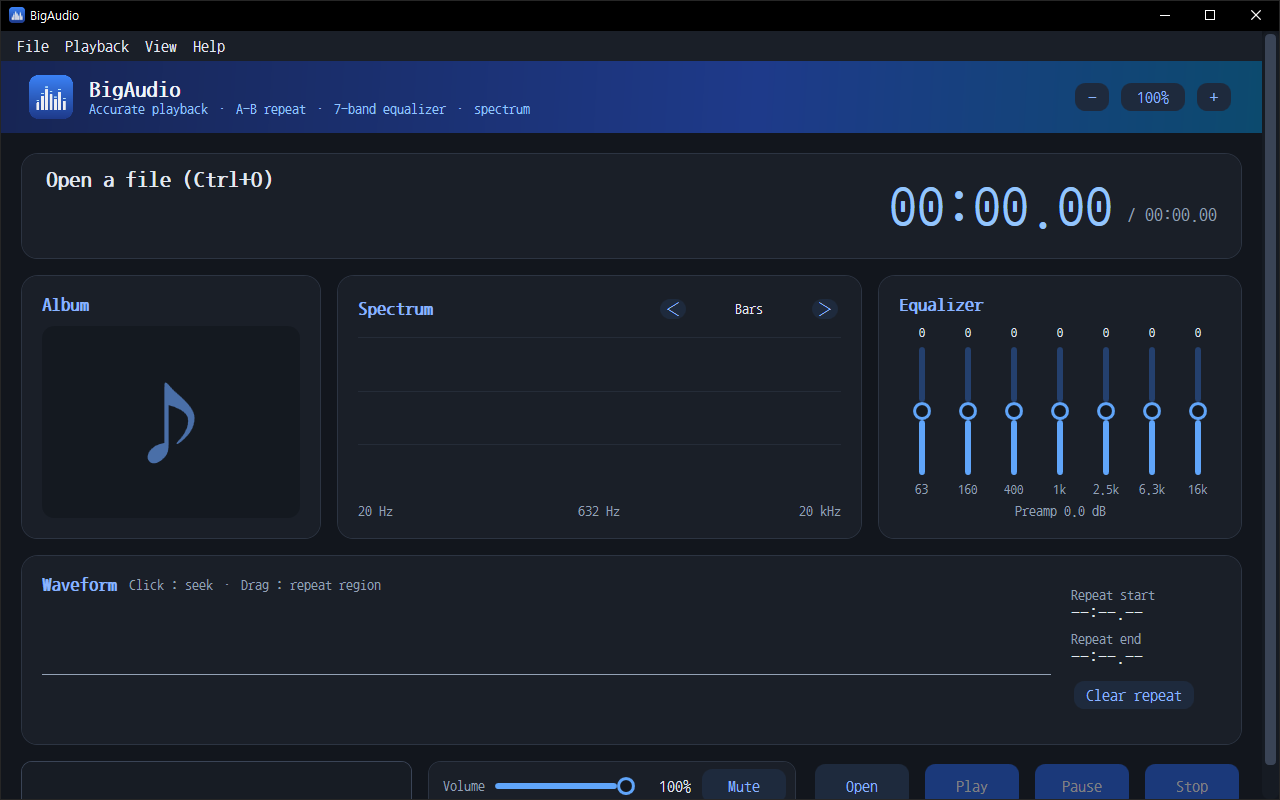 BigAudio
File Playback View Help
BigAudio
Accurate playback · A-B repeat · 7-band equalizer · spectrum
− 100% +
Open a file (Ctrl+O)
00:00.00 / 00:00.00
Album
Spectrum
< Bars >
20 Hz 632 Hz 20 kHz
Equalizer
0 0 0 0 0 0 0
63 160 400 1k 2.5k 6.3k 16k
Preamp 0.0 dB
Waveform Click : seek · Drag : repeat region
Repeat start
--:--.--
Repeat end
--:--.--
Clear repeat
Volume 100% Mute Open Play Pause Stop